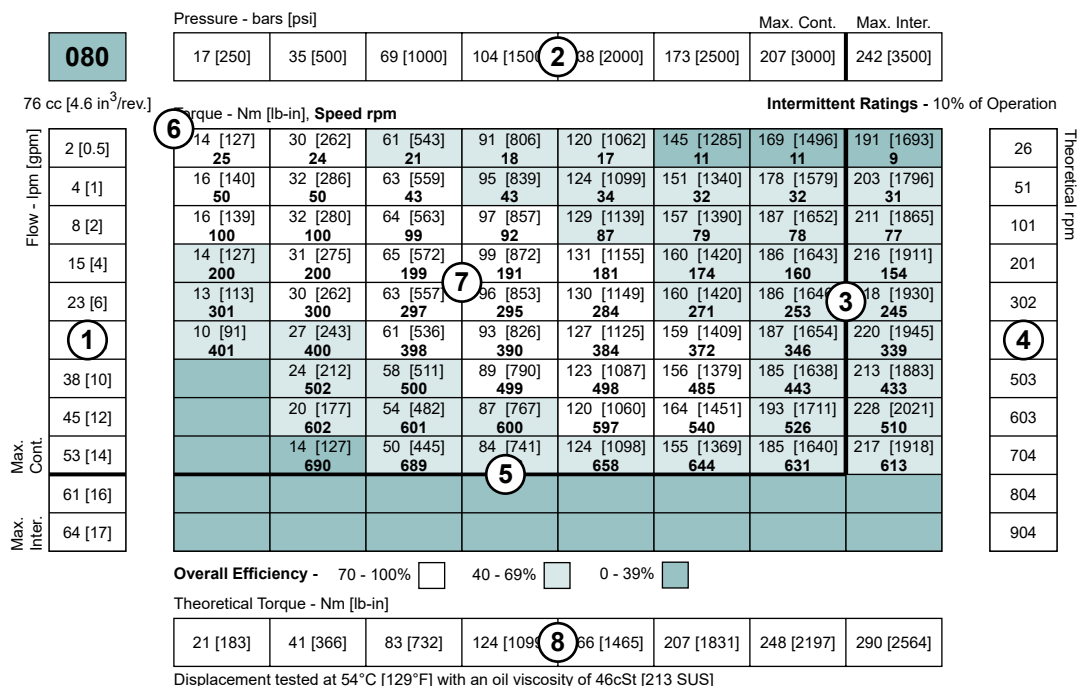 Pressure - bars [psi]
Max. Cont. Max. Inter.
080 17 [250] 35 [500] 69 [1000] 104 [1500 2 38 [2000] 173 [2500] 207 [3000] 242 [3500]
76 cc [4.6 in³/rev.]
Torque - Nm [lb-in], Speed rpm Intermittent Ratings - 10% of Operation
6
Flow - lpm [gpm]
Theoretical rpm
2 [0.5] 14 [127] 30 [262] 61 [543] 91 [806] 120 [1062] 145 [1285] 169 [1496] 191 [1693] 26
25 24 21 18 17 11 11 9
4 [1] 16 [140] 32 [286] 63 [559] 95 [839] 124 [1099] 151 [1340] 178 [1579] 203 [1796] 51
50 50 43 43 34 32 32 31
8 [2] 16 [139] 32 [280] 64 [563] 97 [857] 129 [1139] 157 [1390] 187 [1652] 211 [1865] 101
100 100 99 92 87 79 78 77
15 [4] 14 [127] 31 [275] 65 [572] 99 [872] 131 [1155] 160 [1420] 186 [1643] 216 [1911] 201
200 200 199 191 181 174 160 154
7
23 [6] 13 [113] 30 [262] 63 [557] 96 [853] 130 [1149] 160 [1420] 186 [164 3 18 [1930] 302
301 300 297 295 284 271 253 245
1 10 [91] 27 [243] 61 [536] 93 [826] 127 [1125] 159 [1409] 187 [1654] 220 [1945] 4
401 400 398 390 384 372 346 339
38 [10] 24 [212] 58 [511] 89 [790] 123 [1087] 156 [1379] 185 [1638] 213 [1883] 503
502 500 499 498 485 443 433
45 [12] 20 [177] 54 [482] 87 [767] 120 [1060] 164 [1451] 193 [1711] 228 [2021] 603
602 601 600 597 540 526 510
Max. Cont.
53 [14] 14 [127] 50 [445] 84 [741] 124 [1098] 155 [1369] 185 [1640] 217 [1918] 704
690 689 5 658 644 631 613
61 [16] 804
Max. Inter.
64 [17] 904
Overall Efficiency - 70 - 100% 40 - 69% 0 - 39%
Theoretical Torque - Nm [lb-in]
21 [183] 41 [366] 83 [732] 124 [109 8 66 [1465] 207 [1831] 248 [2197] 290 [2564]
Displacement tested at 54°C [129°F] with an oil viscosity of 46cSt [213 SUS]